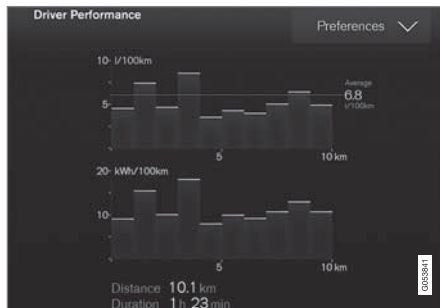 Driver Performance
Preferences
10- l/100km
Average
6.8
l/100km
5-
5
10 km
20- kWh/100km
10-
5
10 km
Distance 10.1 km
Duration 1 h 23 min
G053841